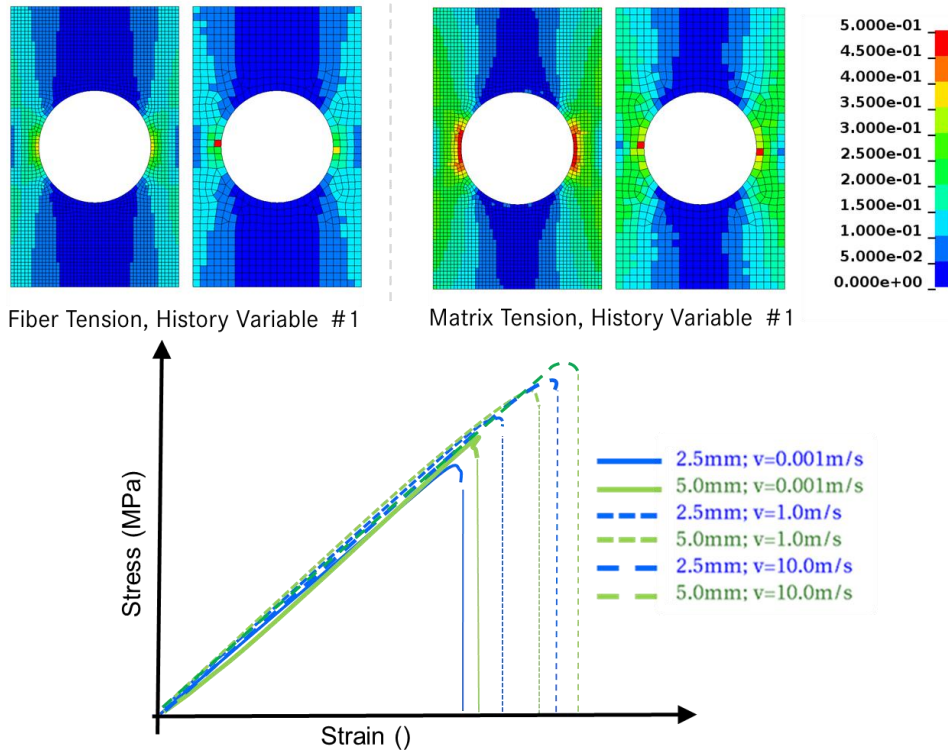 5.000e-01
4.500e-01
4.000e-01
3.500e-01
3.000e-01
2.500e-01
2.000e-01
1.500e-01
1.000e-01
5.000e-02
0.000e+00
Fiber Tension, History Variable #1
Matrix Tension, History Variable #1
Stress (MPa)
2.5mm; v=0.001m/s
5.0mm; v=0.001m/s
2.5mm; v=1.0m/s
5.0mm; v=1.0m/s
2.5mm; v=10.0m/s
5.0mm; v=10.0m/s
Strain ()